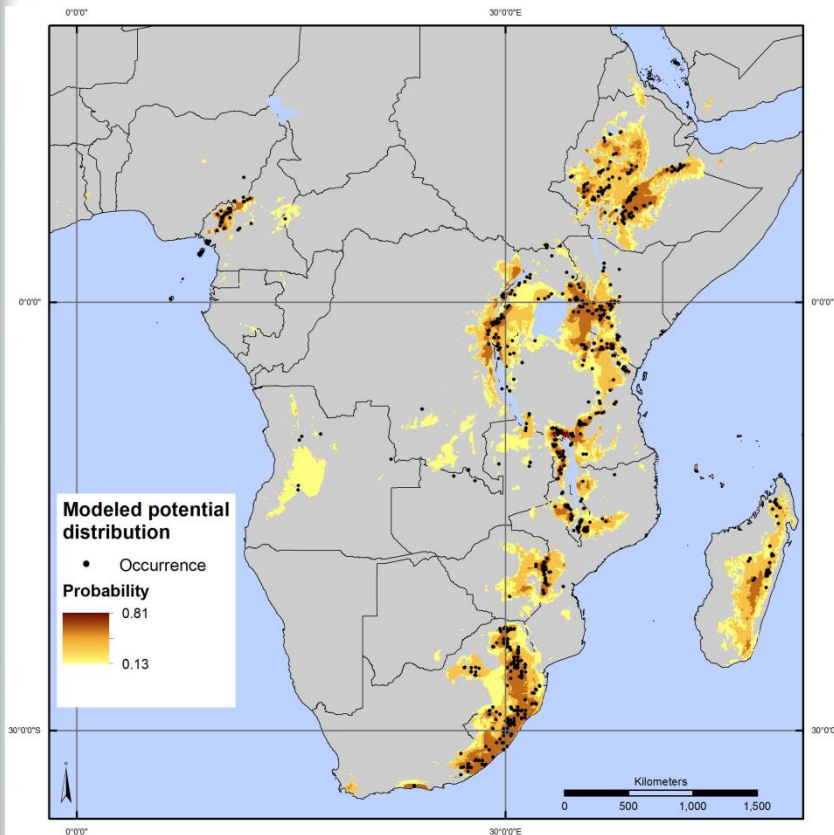 0°0'0"
30°0'0"E
0°0'0"
0°0'0"
Modeled potential
distribution
Occurrence
Probability
0.81
0.13
30°0'0"S
30°0'0"
N
Kilometers
0 500 1,000 1,500
0°0'0"
30°0'0"E